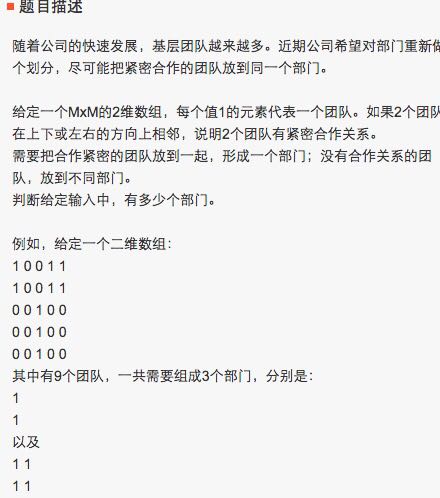 题目描述
随着公司的快速发展，基层团队越来越多。近期公司希望对部门重新
个划分，尽可能把紧密合作的团队放到同一个部门。
给定一个MxM的2维数组，每个值1的元素代表一个团队。如果2个团
在上下或左右的方向上相邻，说明2个团队有紧密合作关系。
需要把合作紧密的团队放到一起，形成一个部门；没有合作关系的团
队，放到不同部门。
判断给定输入中，有多少个部门。
例如，给定一个二维数组：
1 0 0 1 1
1 0 0 1 1
0 0 1 0 0
0 0 1 0 0
0 0 1 0 0
其中有9个团队，一共需要组成3个部门，分别是：
1
1
以及
1 1
1 1